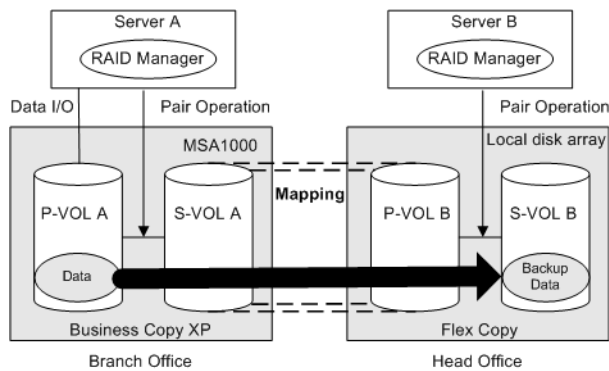 Server A
RAID Manager
Server B
RAID Manager
Data I/O
Pair Operation
Pair Operation
MSA1000
Local disk array
P-VOL A
S-VOL A
Mapping
P-VOL B
S-VOL B
Data
Backup
Data
Business Copy XP
Flex Copy
Branch Office
Head Office